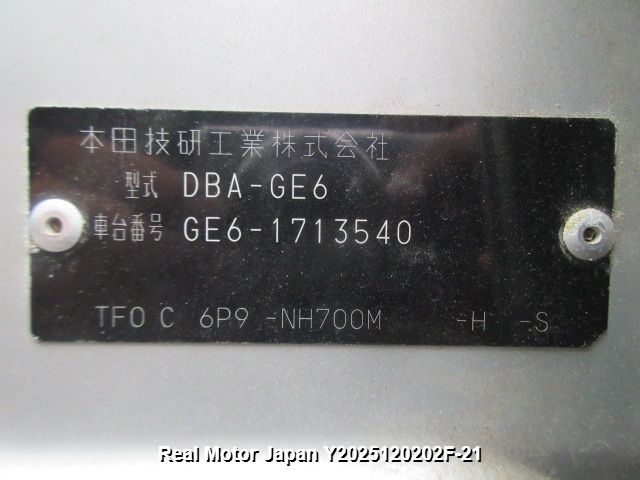 本田技研工業株式会社
型式 DBA-GE6
車台番号 GE6-1713540
TF0 C 6P9 -NH700M -H -S
Real Motor Japan Y2025120202F-21